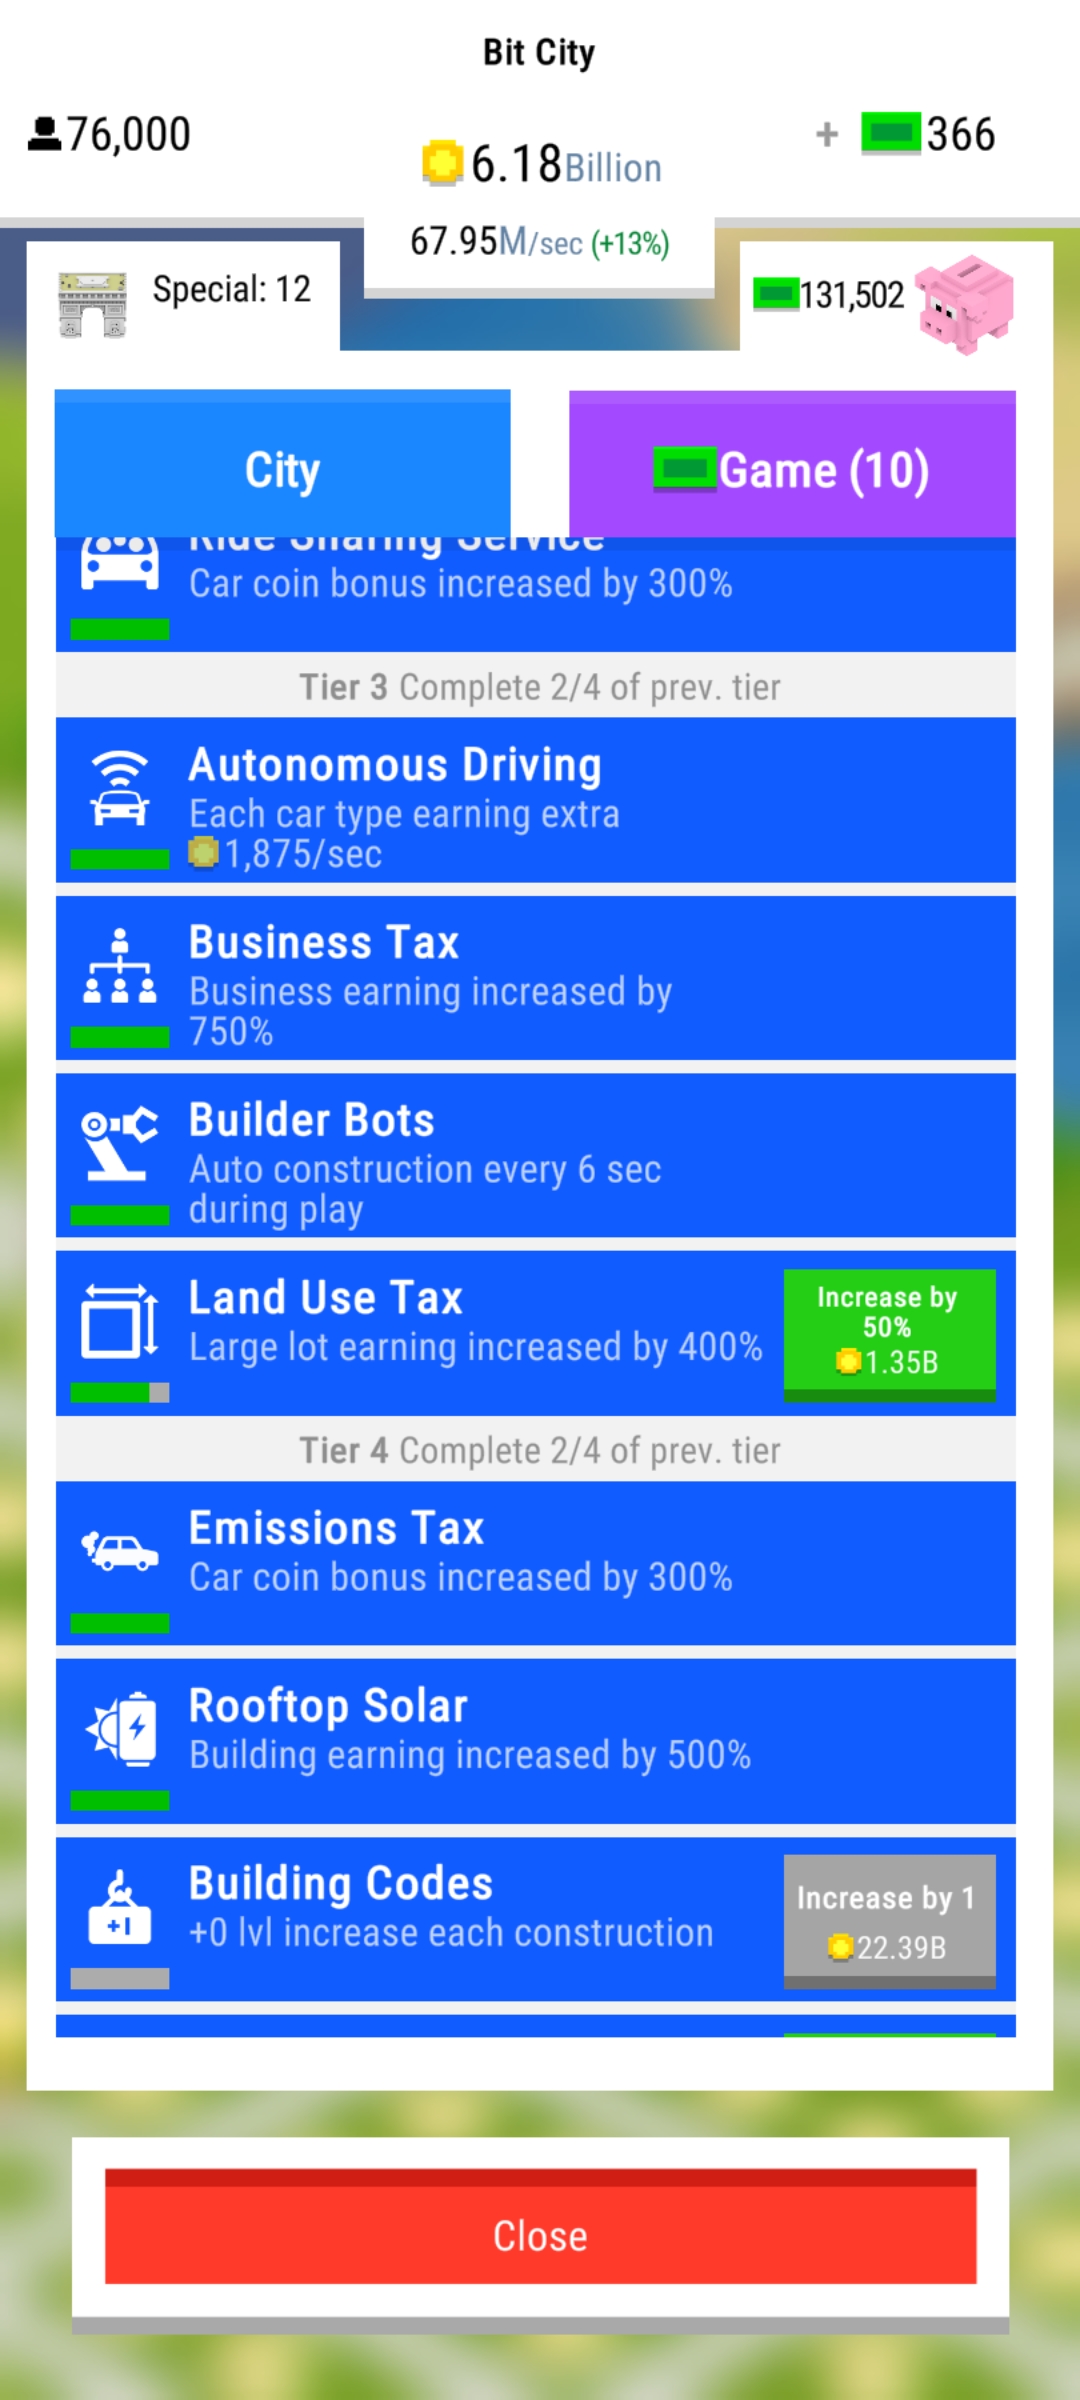 Bit City
76,000
6.18Billion
+ 366
67.95M/sec (+13%)
Special: 12
131,502
City
Game (10)
Ride Sharing Service
Car coin bonus increased by 300%
Tier 3 Complete 2/4 of prev. tier
Autonomous Driving
Each car type earning extra
1,875/sec
Business Tax
Business earning increased by
750%
Builder Bots
Auto construction every 6 sec
during play
Land Use Tax
Large lot earning increased by 400%
Increase by
50%
1.35B
Tier 4 Complete 2/4 of prev. tier
Emissions Tax
Car coin bonus increased by 300%
Rooftop Solar
Building earning increased by 500%
Building Codes
+0 lvl increase each construction
+1
Increase by 1
22.39B
Close